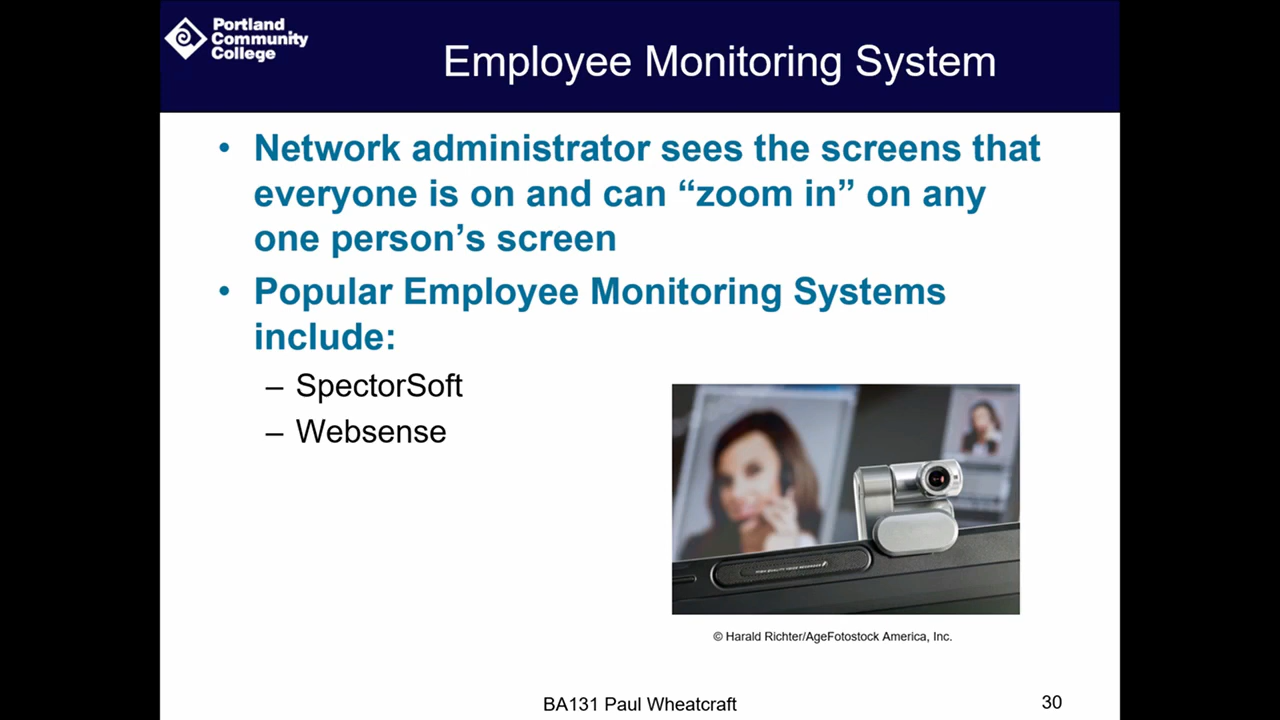 Portland
Community
College
Employee Monitoring System
• Network administrator sees the screens that
everyone is on and can “zoom in” on any
one person’s screen
• Popular Employee Monitoring Systems
include:
– SpectorSoft
– Websense
© Harald Richter/AgeFotostock America, Inc.
BA131 Paul Wheatcraft
30